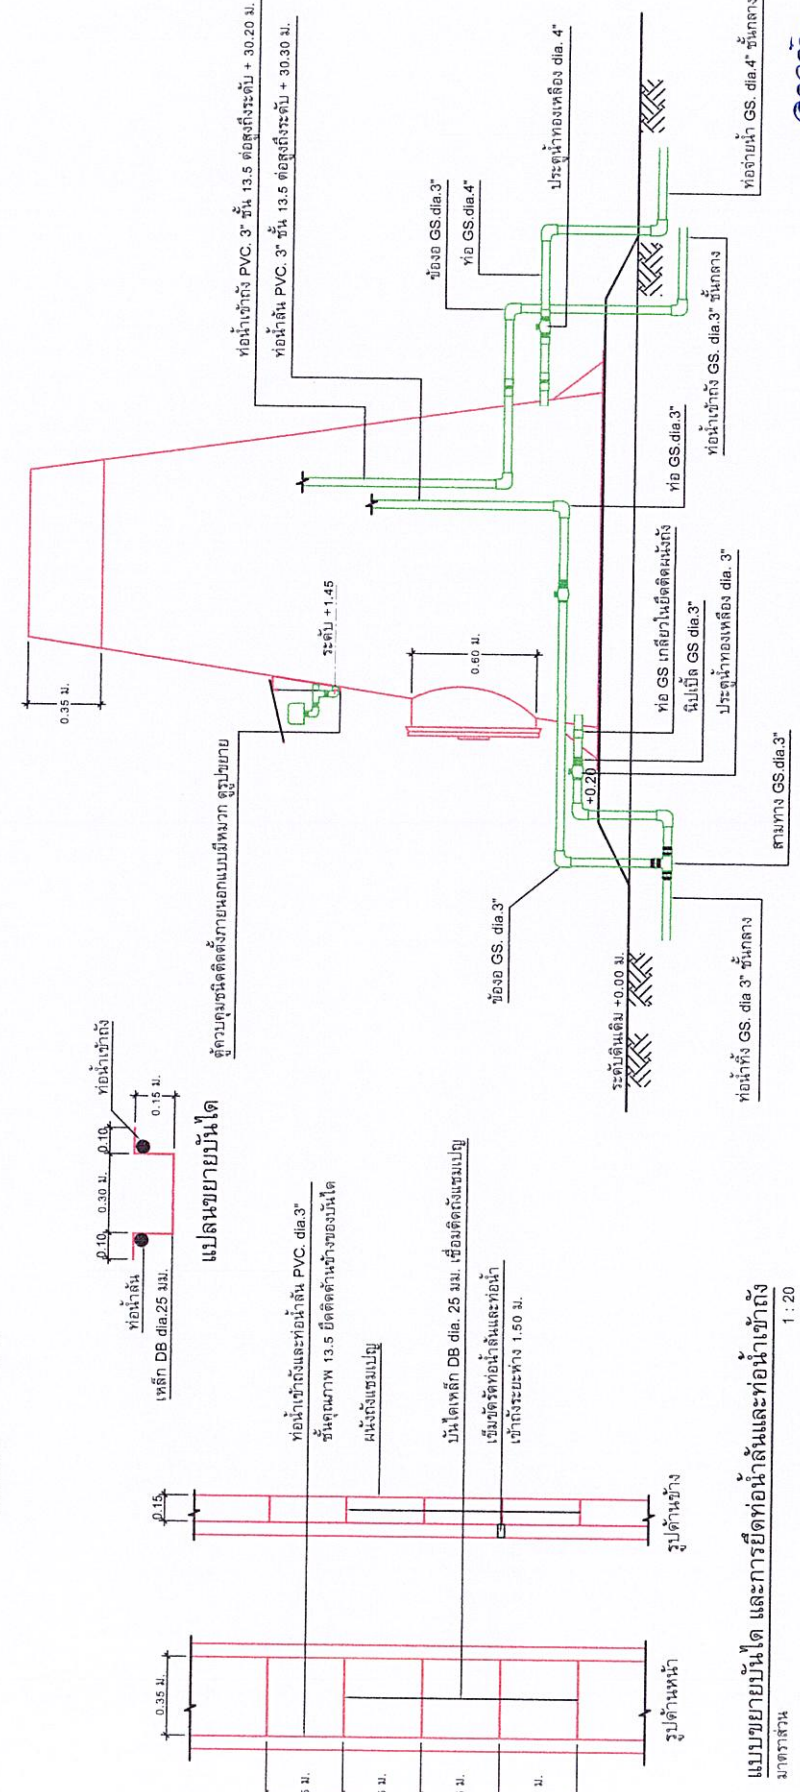 ท่อน้ำเข้าถัง PVC. 3" ชั้น 13.5 ต่อสูงถึงระดับ + 30.20 ม.
ท่อน้ำล้น PVC. 3" ชั้น 13.5 ต่อสูงถึงระดับ + 30.30 ม.
0.35 ม.
ข้องอ GS.dia.3"
ท่อ GS.dia.4"
ประตูน้ำทองเหลือง dia. 4"
ท่อจ่ายน้ำ GS. dia.4" ชั้นกลาง
ท่อน้ำเข้าถัง GS. dia.3" ชั้นกลาง
ท่อ GS.dia.3"
ระดับ +1.45
0.60 ม.
ตู้ควบคุมชนิดติดตั้งภายนอกแบบมีหมวก ดูรูปขยาย
ท่อ GS เกลียวในยึดติดผนังถัง
นิปเปิ้ล GS dia.3"
ประตูน้ำทองเหลือง dia. 3"
+0.20
สามทาง GS.dia.3"
ข้องอ GS. dia.3"
ระดับดินเดิม +0.00 ม.
ท่อน้ำทิ้ง GS. dia 3" ชั้นกลาง
ท่อน้ำเข้าถัง
0.10
0.30 ม.
0.10
0.15 ม.
ท่อน้ำล้น
เหล็ก DB dia.25 มม.
แปลนขยายบันได
ท่อน้ำเข้าถังและท่อน้ำล้น PVC. dia.3"
ชั้นคุณภาพ 13.5 ยึดติดด้านข้างของบันได
ผนังถังแชมเปญ
บันไดเหล็ก DB dia. 25 มม. เชื่อมติดถังแชมเปญ
เข็มขัดรัดท่อน้ำล้นและท่อน้ำ
เข้าถังระยะห่าง 1.50 ม.
0.15
รูปด้านข้าง
0.35 ม.
รูปด้านหน้า
ม.
ม.
ม.
ม.
แบบขยายบันได และการยึดท่อน้ำล้นและท่อน้ำเข้าถัง
มาตราส่วน 1 : 20